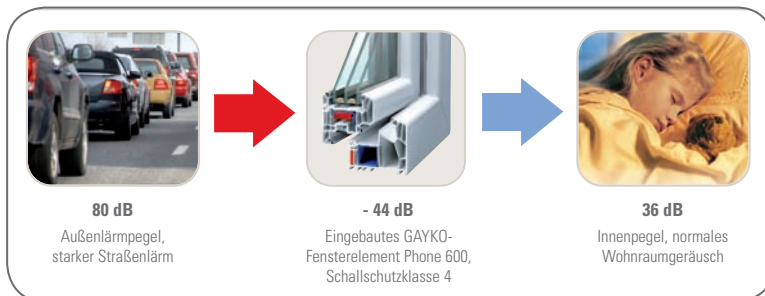 80 dB
Außenlärmpegel,
starker Straßenlärm
- 44 dB
Eingebautes GAYKO-
Fensterelement Phone 600,
Schallschutzklasse 4
36 dB
Innenpegel, normales
Wohnraumgeräusch